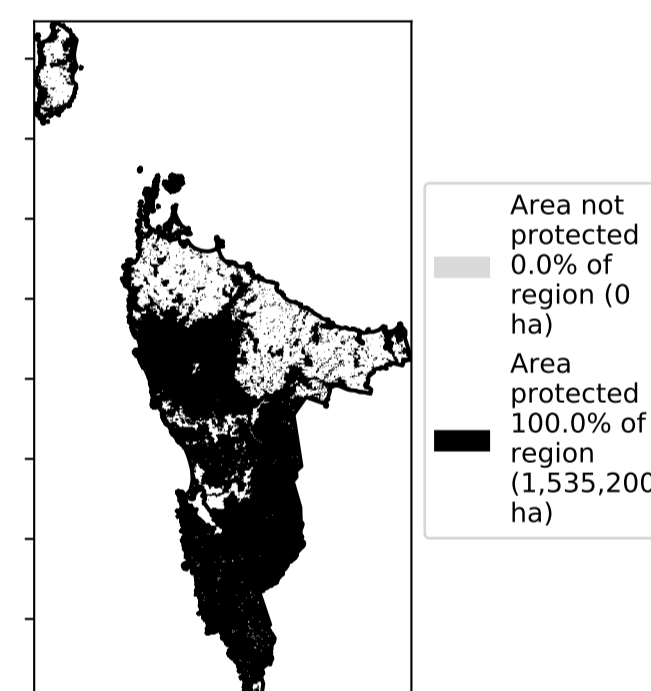 Area not
protected
0.0% of
region (0
ha)
Area
protected
100.0% of
region
(1,535,200
ha)